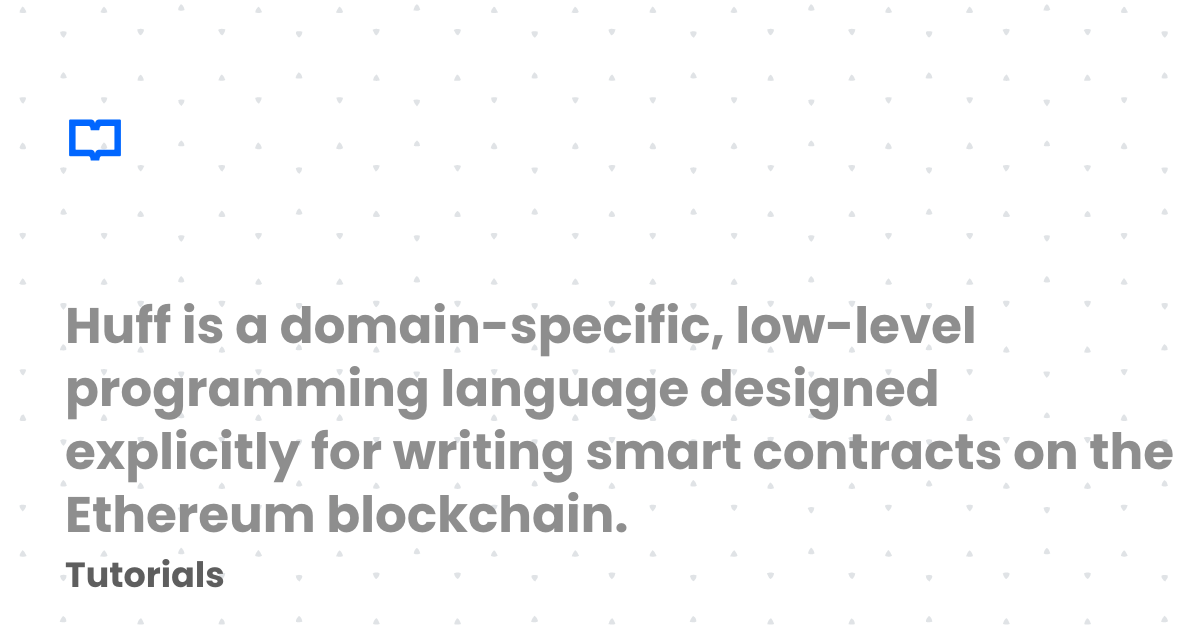 Huff is a domain-specific, low-level
programming language designed
explicitly for writing smart contracts on the
Ethereum blockchain.
Tutorials